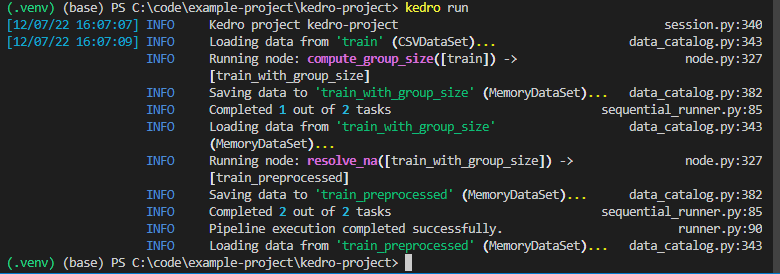 (.venv) (base) PS C:\code\example-project\kedro-project> kedro run
[12/07/22 16:07:07] INFO Kedro project kedro-project session.py:340
[12/07/22 16:07:09] INFO Loading data from 'train' (CSVDataSet)... data_catalog.py:343
INFO Running node: compute_group_size([train]) -> node.py:327
[train_with_group_size]
INFO Saving data to 'train_with_group_size' (MemoryDataSet)... data_catalog.py:382
INFO Completed 1 out of 2 tasks sequential_runner.py:85
INFO Loading data from 'train_with_group_size' data_catalog.py:343
(MemoryDataSet)...
INFO Running node: resolve_na([train_with_group_size]) -> node.py:327
[train_preprocessed]
INFO Saving data to 'train_preprocessed' (MemoryDataSet)... data_catalog.py:382
INFO Completed 2 out of 2 tasks sequential_runner.py:85
INFO Pipeline execution completed successfully. runner.py:90
INFO Loading data from 'train_preprocessed' (MemoryDataSet)... data_catalog.py:343
(.venv) (base) PS C:\code\example-project\kedro-project>